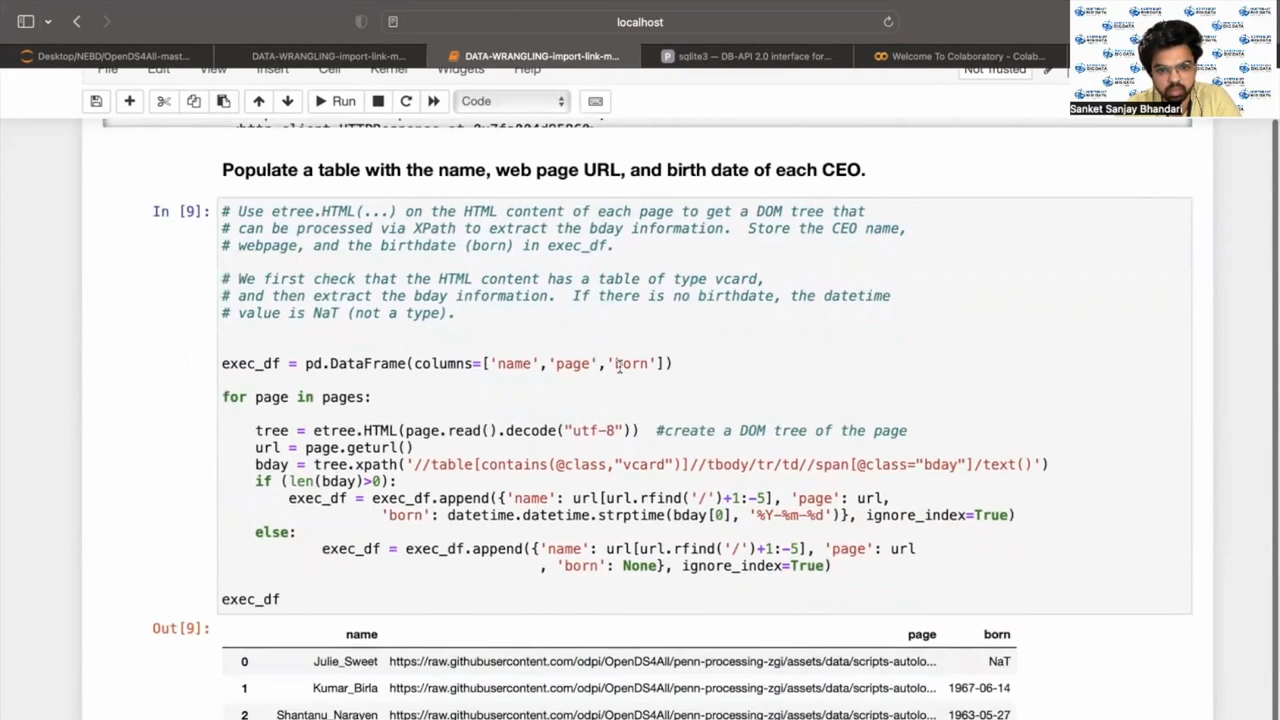 localhost
Desktop/NEBD/OpenDS4All-mast...
DATA-WRANGLING-import-link-m...
DATA-WRANGLING-import-link-m...
sqlite3 — DB-API 2.0 interface for...
Welcome To Colaboratory - Colab...
File Edit View Insert Cell Kernel Widgets Help
Not Trusted
Run
Code
Sanket Sanjay Bhandari
Populate a table with the name, web page URL, and birth date of each CEO.
In [9]:
# Use etree.HTML(...) on the HTML content of each page to get a DOM tree that
# can be processed via XPath to extract the bday information.  Store the CEO name,
# webpage, and the birthdate (born) in exec_df.
# We first check that the HTML content has a table of type vcard,
# and then extract the bday information.  If there is no birthdate, the datetime
# value is NaT (not a type).
exec_df = pd.DataFrame(columns=['name','page','born'])
for page in pages:
    tree = etree.HTML(page.read().decode("utf-8"))  #create a DOM tree of the page
    url = page.geturl()
    bday = tree.xpath('//table[contains(@class,"vcard")]//tbody/tr/td//span[@class="bday"]/text()')
    if (len(bday)>0):
        exec_df = exec_df.append({'name': url[url.rfind('/')+1:-5], 'page': url,
                   'born': datetime.datetime.strptime(bday[0], '%Y-%m-%d')}, ignore_index=True)
    else:
            exec_df = exec_df.append({'name': url[url.rfind('/')+1:-5], 'page': url
                                      , 'born': None}, ignore_index=True)
exec_df
Out[9]:
name page born
0 Julie_Sweet https://raw.githubusercontent.com/odpi/OpenDS4All/penn-processing-zgi/assets/data/scripts-autolo... NaT
1 Kumar_Birla https://raw.githubusercontent.com/odpi/OpenDS4All/penn-processing-zgi/assets/data/scripts-autolo... 1967-06-14
2 Shantanu_Narayen https://raw.githubusercontent.com/odpi/OpenDS4All/penn-processing-zgi/assets/data/scripts-autolo... 1963-05-27